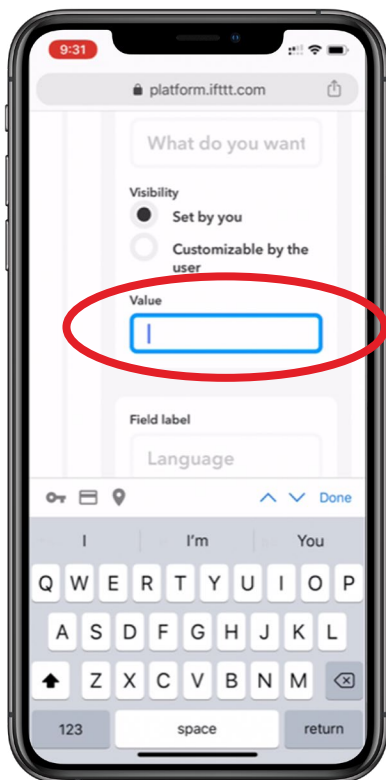 9:31
platform.ifttt.com
What do you want
Visibility
Set by you
Customizable by the
user
Value
Field label
Language
Done
I I'm You
Q W E R T Y U I O P
A S D F G H J K L
Z X C V B N M
123 space return